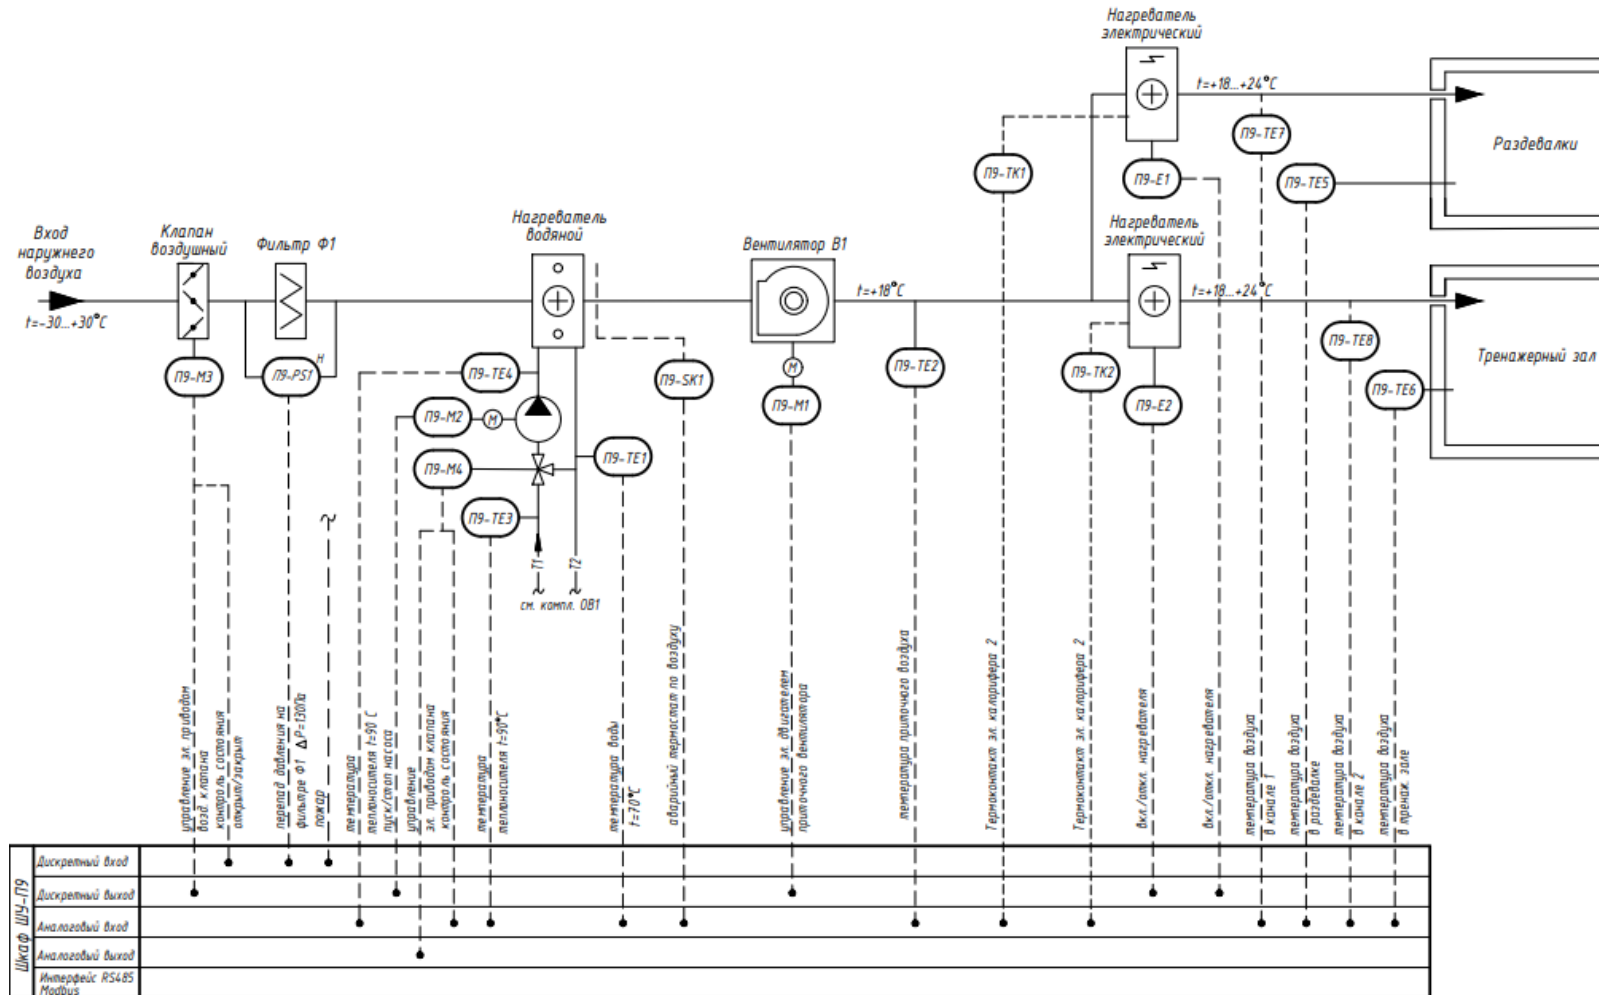 Нагреватель
электрический
t=+18...+24°C
П9-ТЕ7
П9-ТК1
П9-Е1
П9-ТЕ5
Раздевалки
Вход
наружнего
воздуха
t=-30...+30°C
Клапан
воздушный
Фильтр Ф1
Нагреватель
водяной
Вентилятор В1
t=+18°C
Нагреватель
электрический
t=+18...+24°C
Тренажерный зал
П9-М3
П9-PS1
H
П9-ТЕ4
П9-М2
М
П9-М4
П9-ТЕ3
П9-ТЕ1
П9-SK1
М
П9-М1
П9-ТЕ2
П9-ТК2
П9-Е2
П9-ТЕ8
П9-ТЕ6
Т1
Т2
см. компл. ОВ1
управление эл. приводом
возд. клапана
контроль состояния
открыт/закрыт
перепад давления на
фильтре Ф1 ΔР=130Па
пожар
температура
теплоносителя t=90 С
пуск/стоп насоса
управление
эл. приводом клапана
контроль состояния
температура
теплоносителя t=90°С
температура воды
t=70°С
аварийный термостат по воздуху
управление эл. двигателем
приточного вентилятора
температура приточного воздуха
Термоконтакт эл. калорифера 2
Термоконтакт эл. калорифера 2
вкл./откл. нагревателя
вкл./откл. нагревателя
температура воздуха
в канале 1
температура воздуха
в раздевалке
температура воздуха
в канале 2
температура воздуха
в тренаж. зале
Шкаф ШУ-П9
Дискретный вход
Дискретный выход
Аналоговый вход
Аналоговый выход
Интерфейс RS485
Modbus